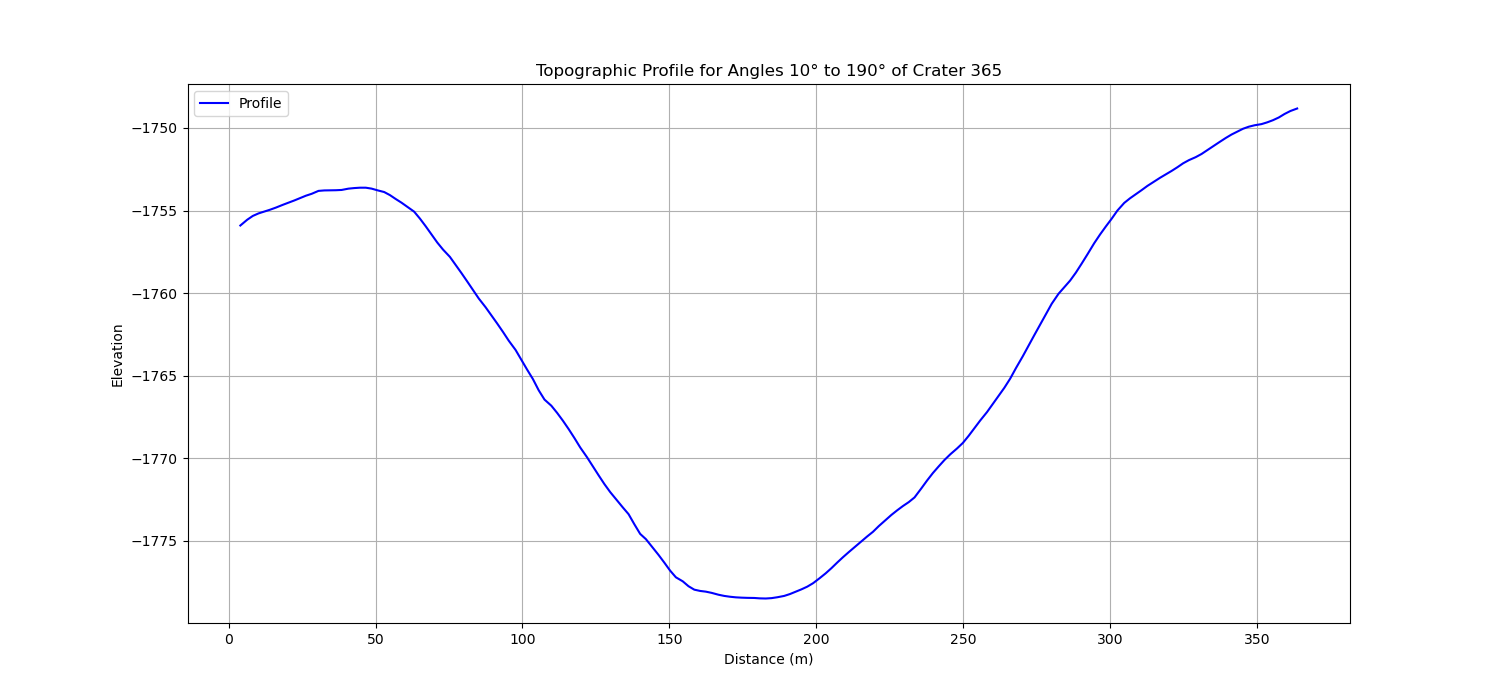 Topographic Profile for Angles 10° to 190° of Crater 365
Profile
−1750
−1755
−1760
−1765
−1770
−1775
Elevation
0 50 100 150 200 250 300 350
Distance (m)